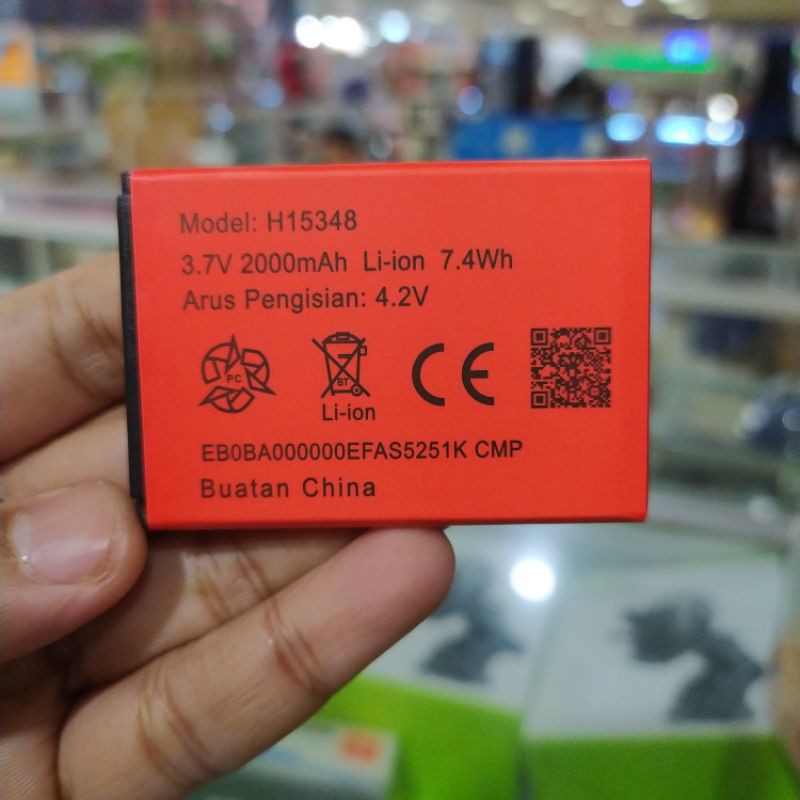 Model: H15348
3.7V 2000mAh Li-ion 7.4Wh
Arus Pengisian: 4.2V
PC
BT
Li-ion
CE
EB0BA000000EFAS5251K CMP
Buatan China